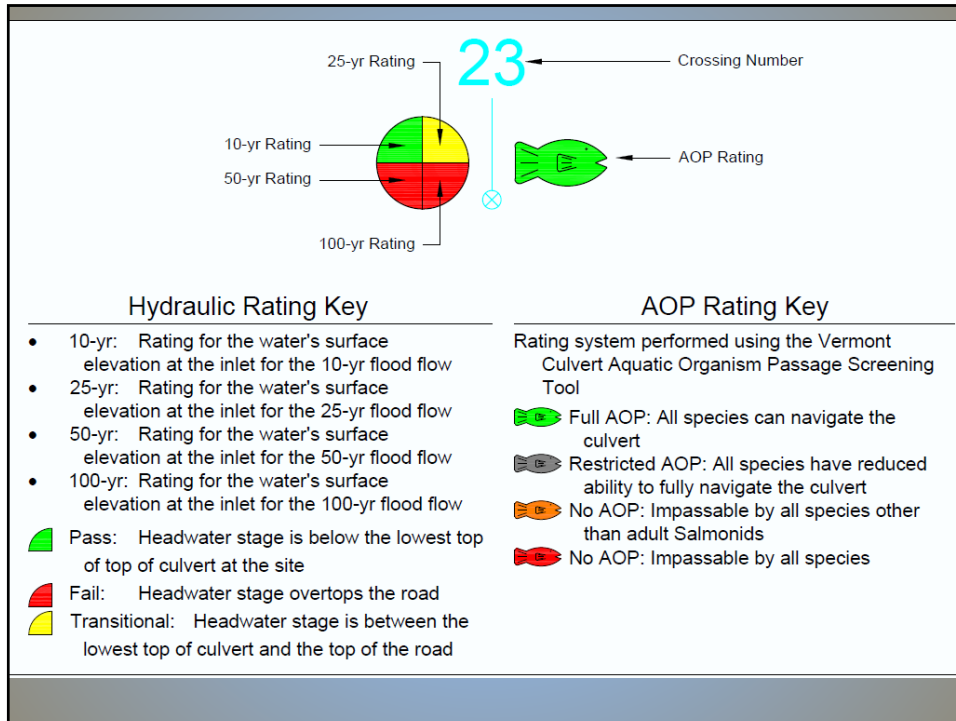 25-yr Rating
23
Crossing Number
10-yr Rating
50-yr Rating
AOP Rating
100-yr Rating
Hydraulic Rating Key
• 10-yr: Rating for the water's surface
elevation at the inlet for the 10-yr flood flow
• 25-yr: Rating for the water's surface
elevation at the inlet for the 25-yr flood flow
• 50-yr: Rating for the water's surface
elevation at the inlet for the 50-yr flood flow
• 100-yr: Rating for the water's surface
elevation at the inlet for the 100-yr flood flow
Pass: Headwater stage is below the lowest top
of top of culvert at the site
Fail: Headwater stage overtops the road
Transitional: Headwater stage is between the
lowest top of culvert and the top of the road
AOP Rating Key
Rating system performed using the Vermont
Culvert Aquatic Organism Passage Screening
Tool
Full AOP: All species can navigate the
culvert
Restricted AOP: All species have reduced
ability to fully navigate the culvert
No AOP: Impassable by all species other
than adult Salmonids
No AOP: Impassable by all species